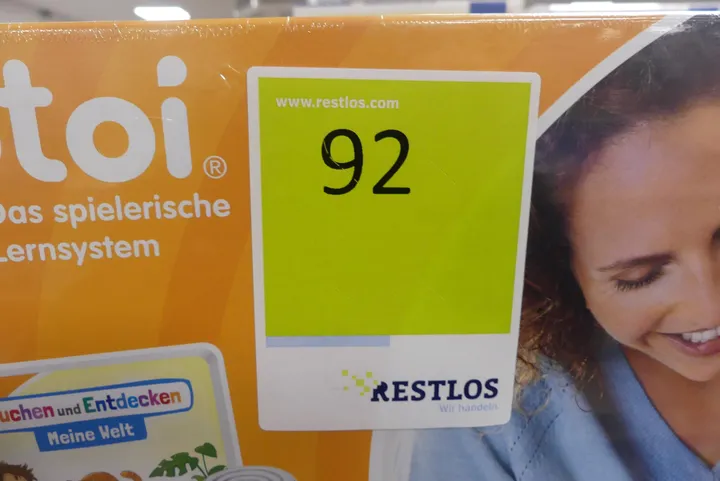 www.restlos.com
92
toi®
Das spielerische
Lernsystem
uchen und Entdecken
Meine Welt
RESTLOS
Wir handeln